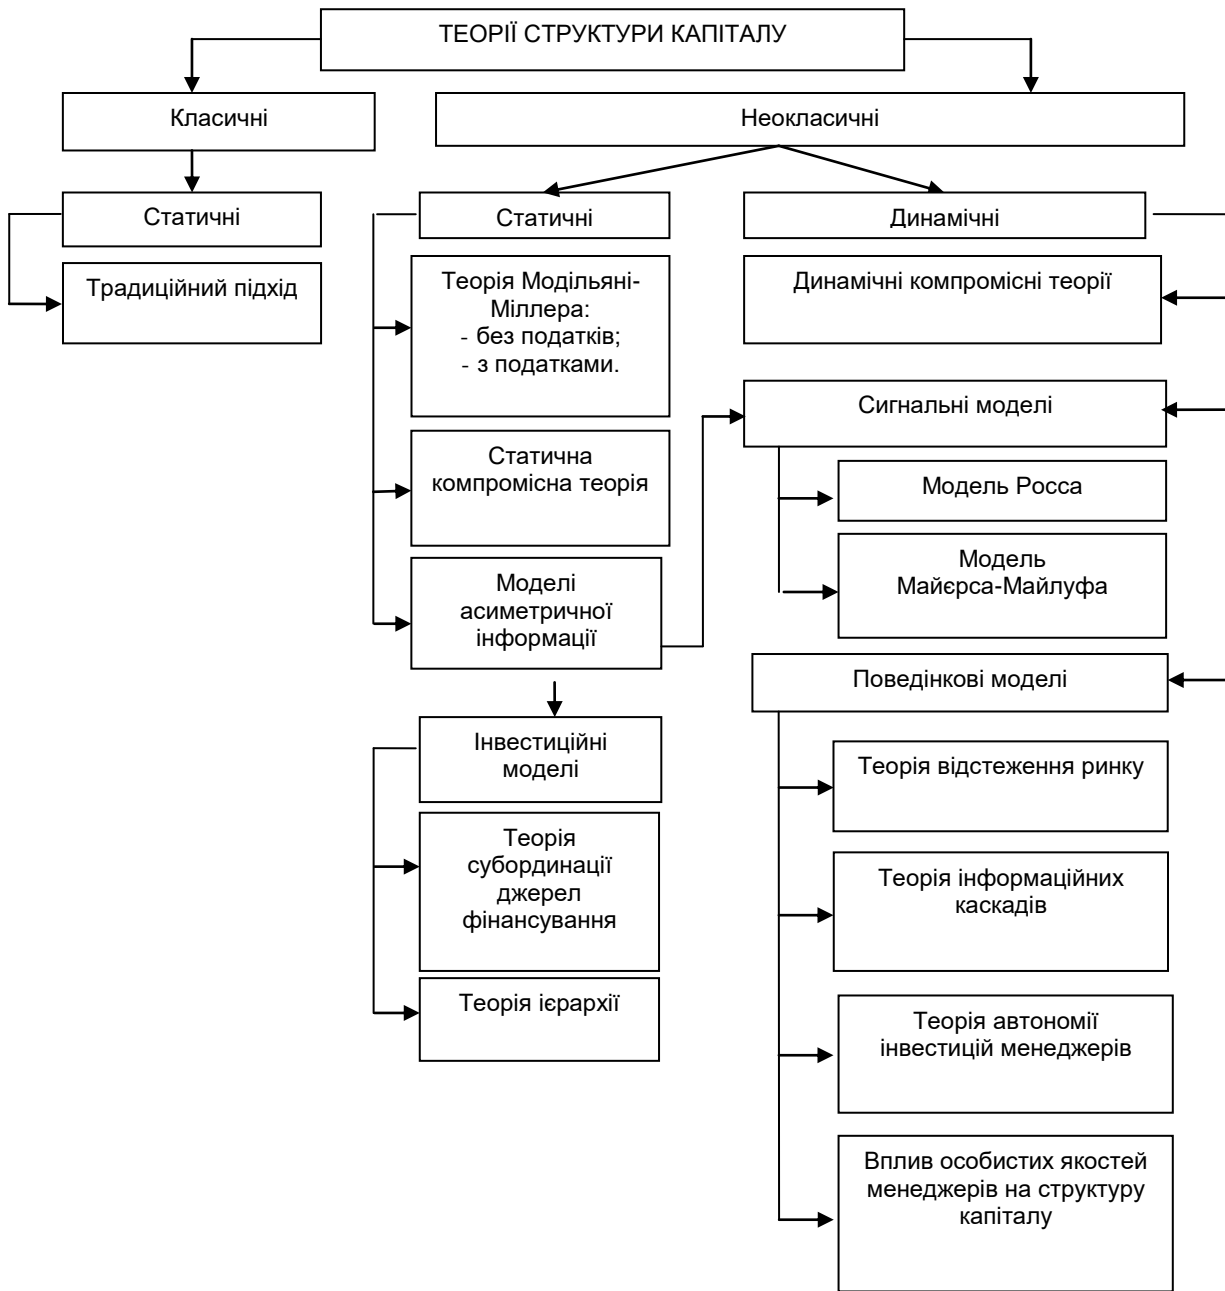 ТЕОРІЇ СТРУКТУРИ КАПІТАЛУ
Класичні
Неокласичні
Статичні
Традиційний підхід
Статичні
Динамічні
Теорія Модільяні-
Міллера:
- без податків;
- з податками.
Статична
компромісна теорія
Моделі
асиметричної
інформації
Інвестиційні
моделі
Теорія
субординації
джерел
фінансування
Теорія ієрархії
Динамічні компромісні теорії
Сигнальні моделі
Модель Росса
Модель
Майєрса-Майлуфа
Поведінкові моделі
Теорія відстеження ринку
Теорія інформаційних
каскадів
Теорія автономії
інвестицій менеджерів
Вплив особистих якостей
менеджерів на структуру
капіталу